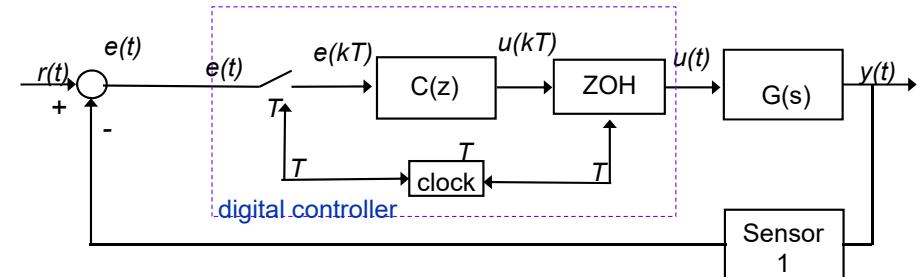 e(t)
r(t)
+
-
e(t)
e(kT)
T
C(z)
u(kT)
ZOH
u(t)
G(s)
y(t)
T
T
T
clock
digital controller
Sensor
1